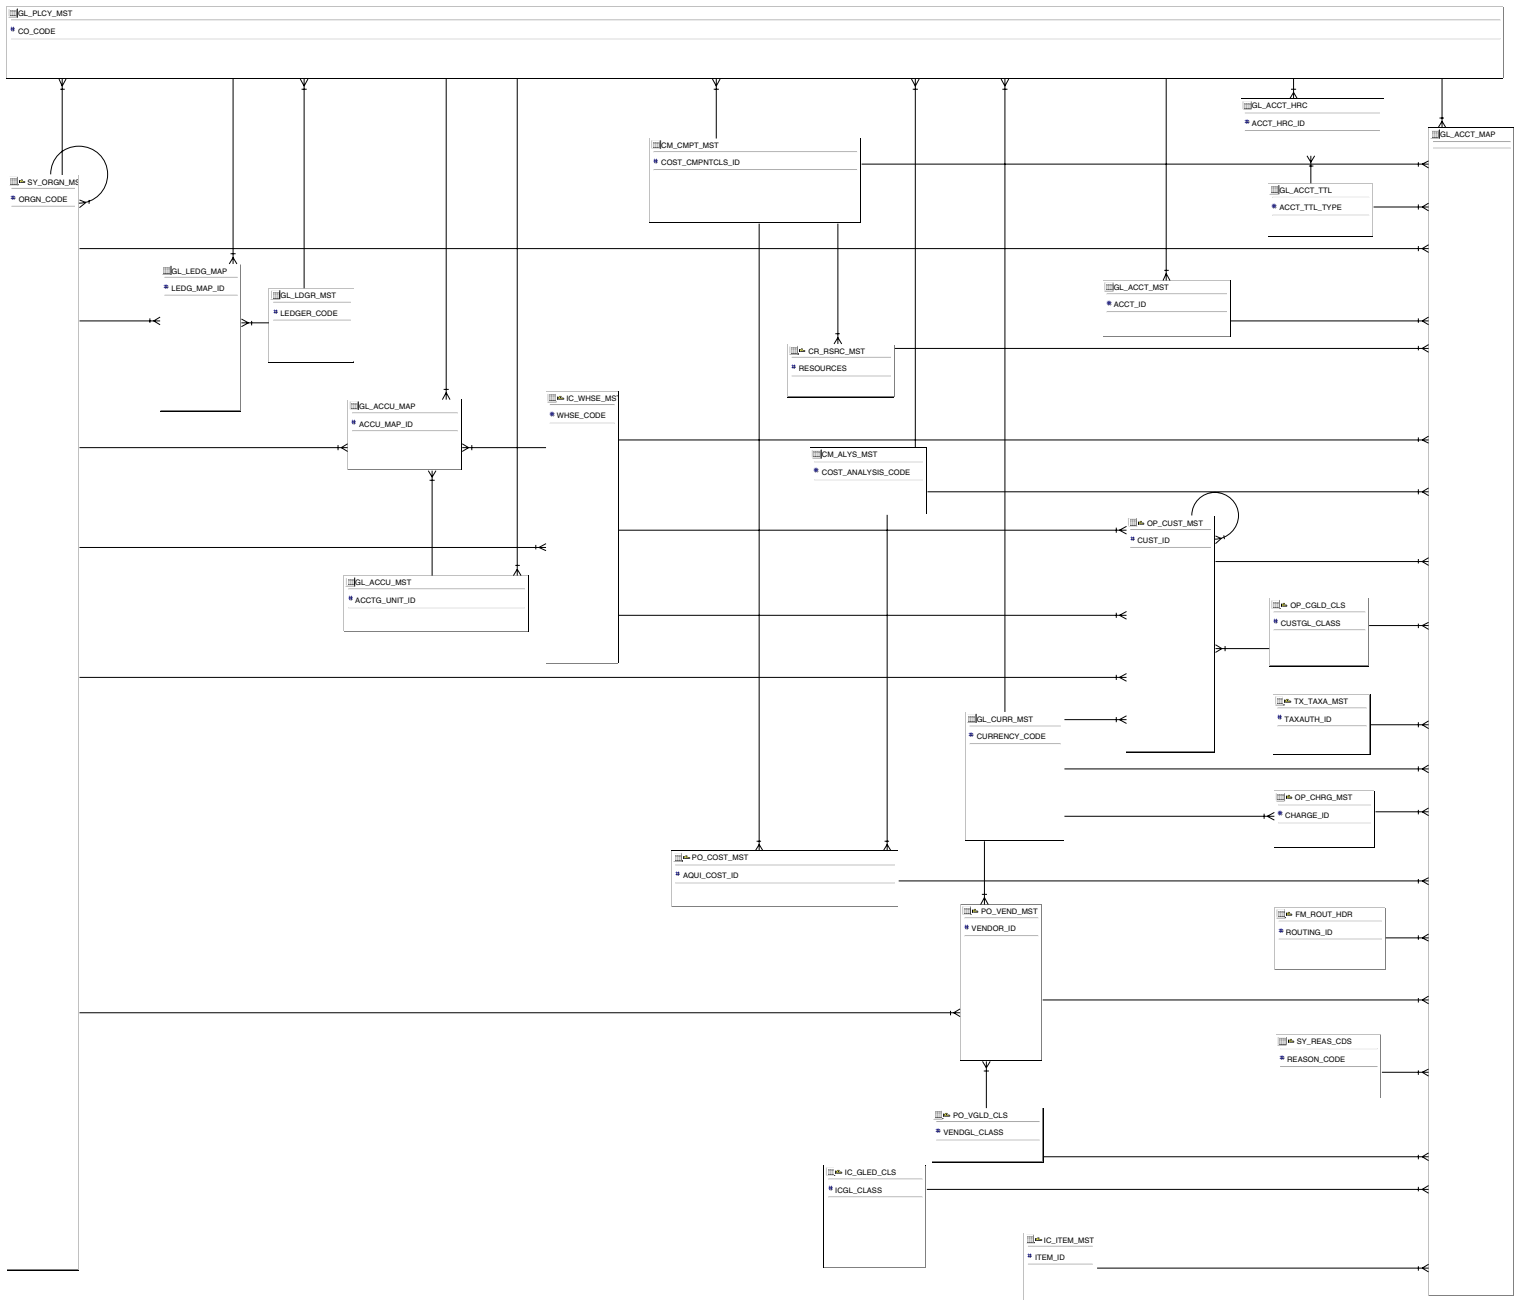 GL_PLCY_MST
CO_CODE
GL_ACCT_HRC
ACCT_HRC_ID
GL_ACCT_MAP
CM_CMPT_MST
COST_CMPNTCLS_ID
SY_ORGN_MS
ORGN_CODE
GL_ACCT_TTL
ACCT_TTL_TYPE
GL_LEDG_MAP
LEDG_MAP_ID
GL_LDGR_MST
LEDGER_CODE
GL_ACCT_MST
ACCT_ID
CR_RSRC_MST
RESOURCES
GL_ACCU_MAP
ACCU_MAP_ID
IC_WHSE_MS
WHSE_CODE
CM_ALYS_MST
COST_ANALYSIS_CODE
OP_CUST_MST
CUST_ID
GL_ACCU_MST
ACCTG_UNIT_ID
OP_CGLD_CLS
CUSTGL_CLASS
TX_TAXA_MST
TAXAUTH_ID
GL_CURR_MST
CURRENCY_CODE
OP_CHRG_MST
CHARGE_ID
PO_COST_MST
AQUI_COST_ID
PO_VEND_MST
VENDOR_ID
FM_ROUT_HDR
ROUTING_ID
SY_REAS_CDS
REASON_CODE
PO_VGLD_CLS
VENDGL_CLASS
IC_GLED_CLS
ICGL_CLASS
IC_ITEM_MST
ITEM_ID